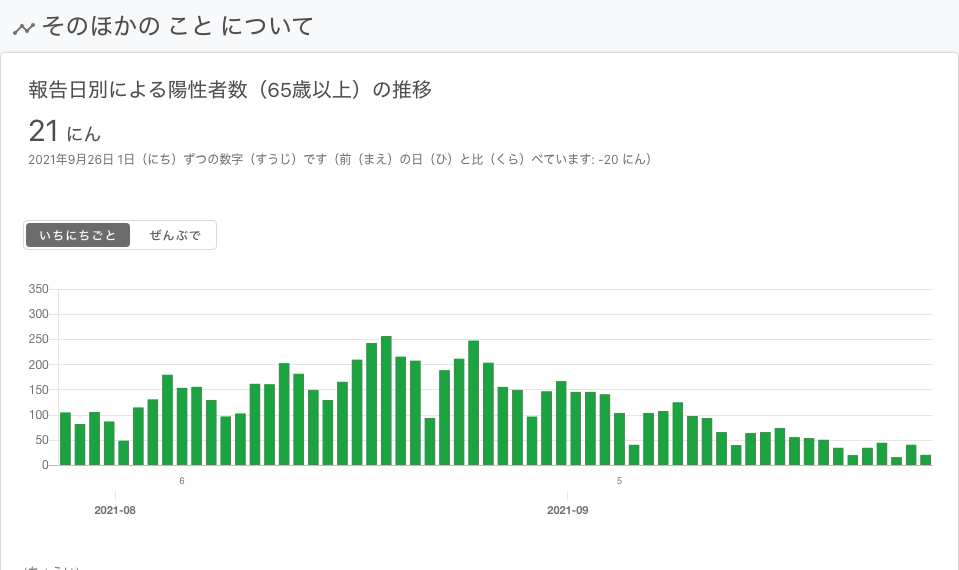 そのほかの こと について
報告日別による陽性者数（65歳以上）の推移
21 にん
2021年9月26日 1日（にち）ずつの数字（すうじ）です（前（まえ）の日（ひ）と比（くら）べています: -20 にん）
いちにちごと ぜんぶで
350
300
250
200
150
100
50
0
6 5
2021-08 2021-09